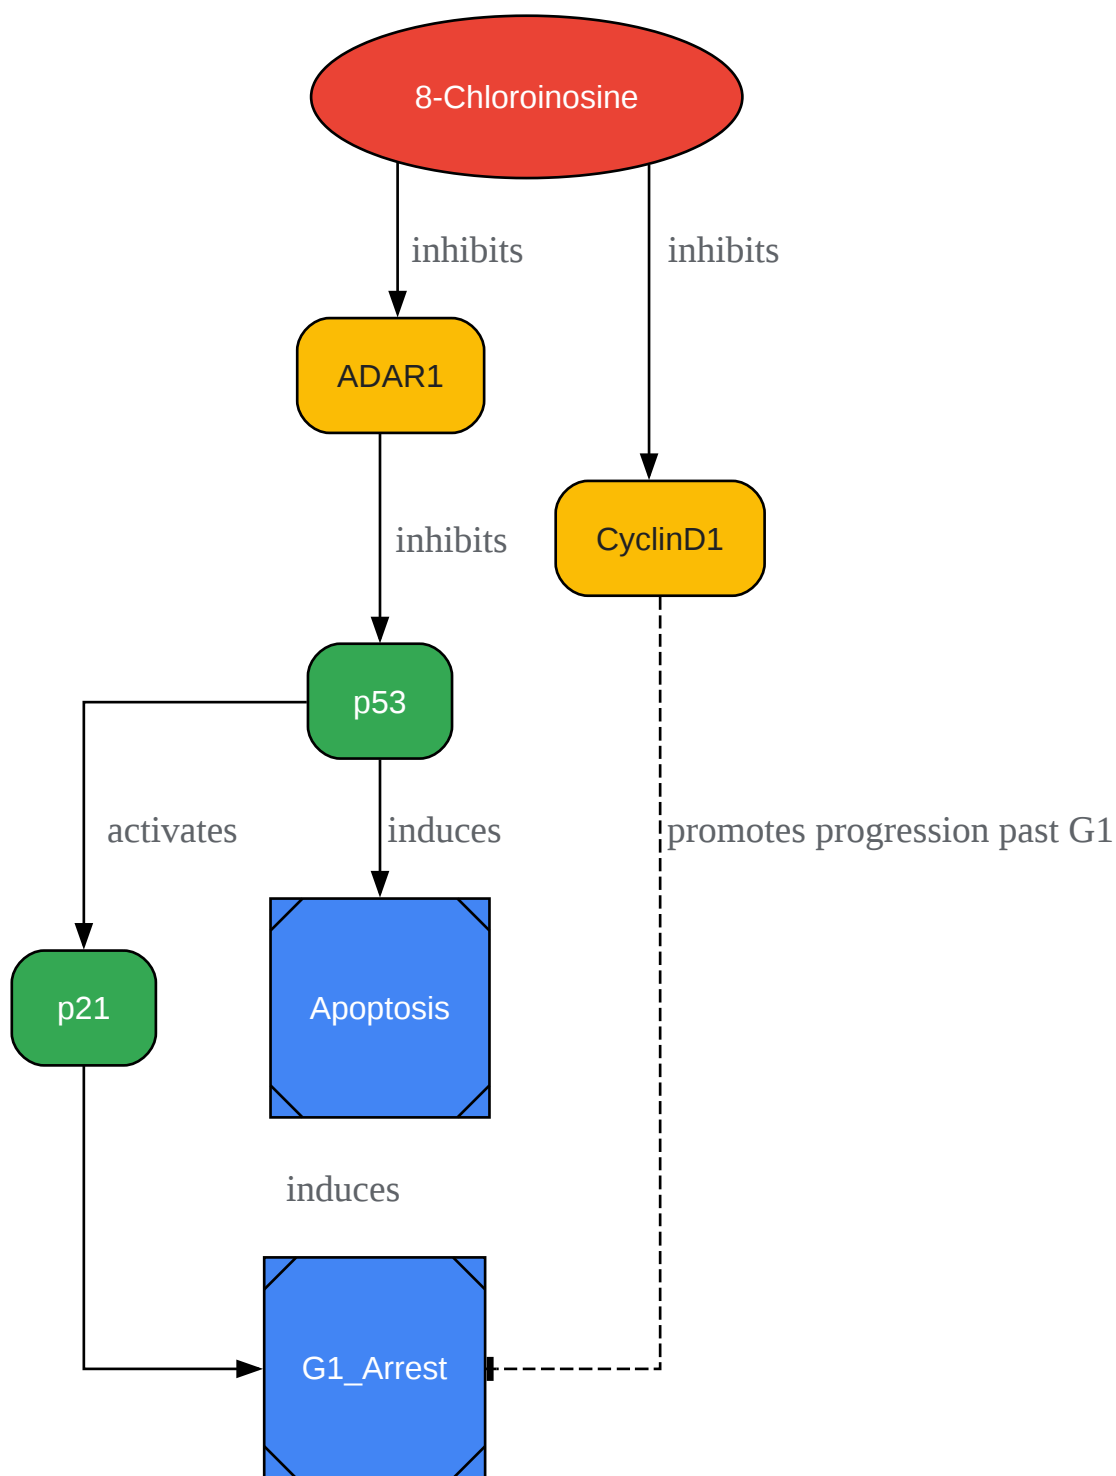 8-Chloroinosine
inhibits
inhibits
ADAR1
inhibits
CyclinD1
p53
activates
induces
promotes progression past G1
p21
Apoptosis
induces
G1_Arrest